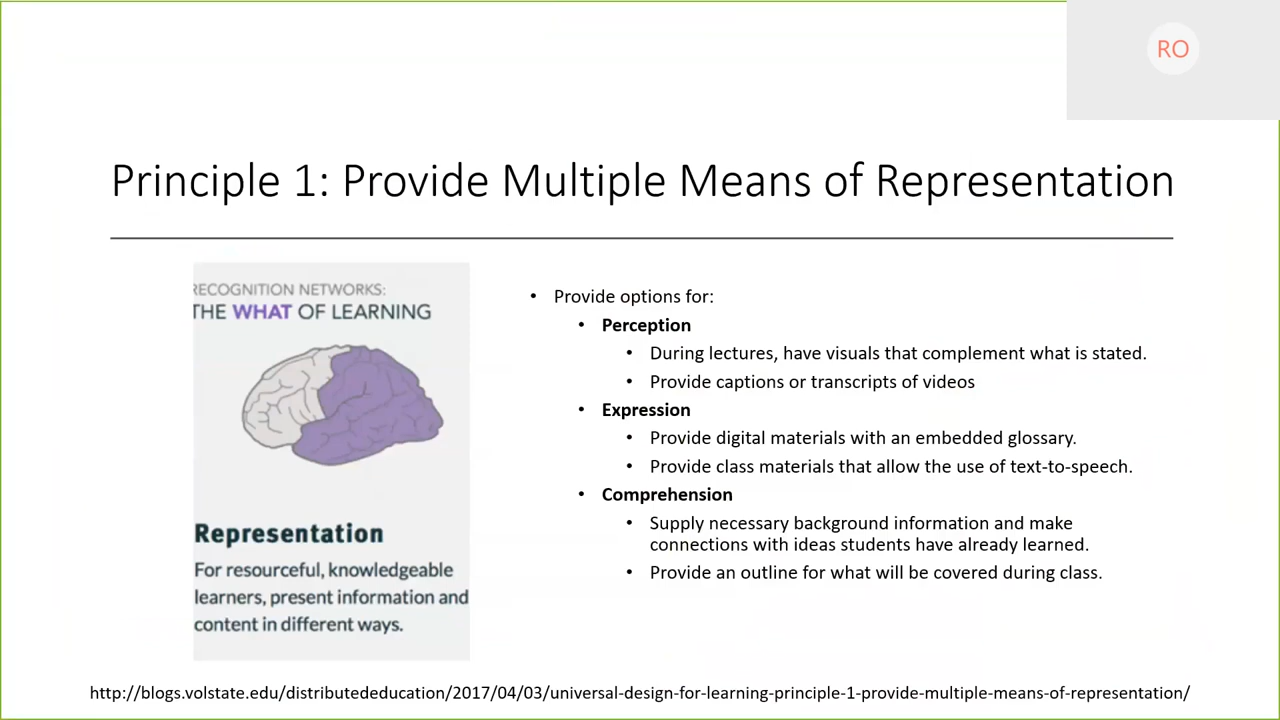 RO
Principle 1: Provide Multiple Means of Representation
RECOGNITION NETWORKS:
THE WHAT OF LEARNING
Representation
For resourceful, knowledgeable
learners, present information and
content in different ways.
• Provide options for:
• Perception
• During lectures, have visuals that complement what is stated.
• Provide captions or transcripts of videos
• Expression
• Provide digital materials with an embedded glossary.
• Provide class materials that allow the use of text-to-speech.
• Comprehension
• Supply necessary background information and make
connections with ideas students have already learned.
• Provide an outline for what will be covered during class.
http://blogs.volstate.edu/distributededucation/2017/04/03/universal-design-for-learning-principle-1-provide-multiple-means-of-representation/